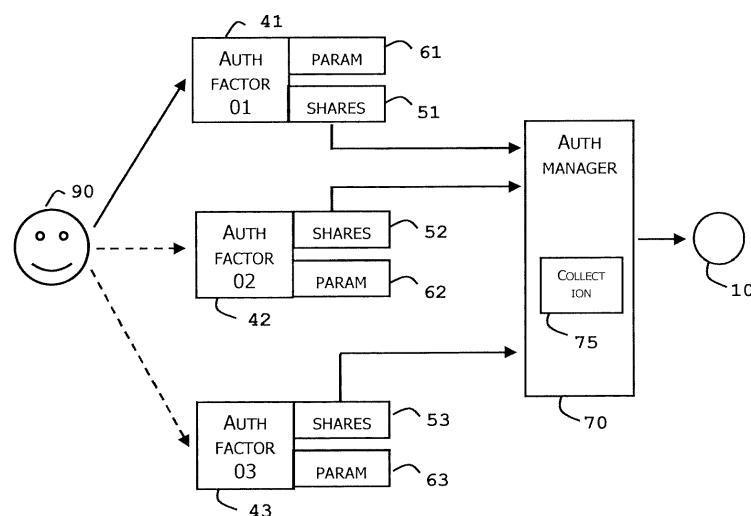 41
AUTH FACTOR 01
PARAM
61
SHARES
51
AUTH MANAGER
90
AUTH FACTOR 02
SHARES
52
PARAM
62
42
COLLECT ION
75
10
70
AUTH FACTOR 03
SHARES
53
PARAM
63
43